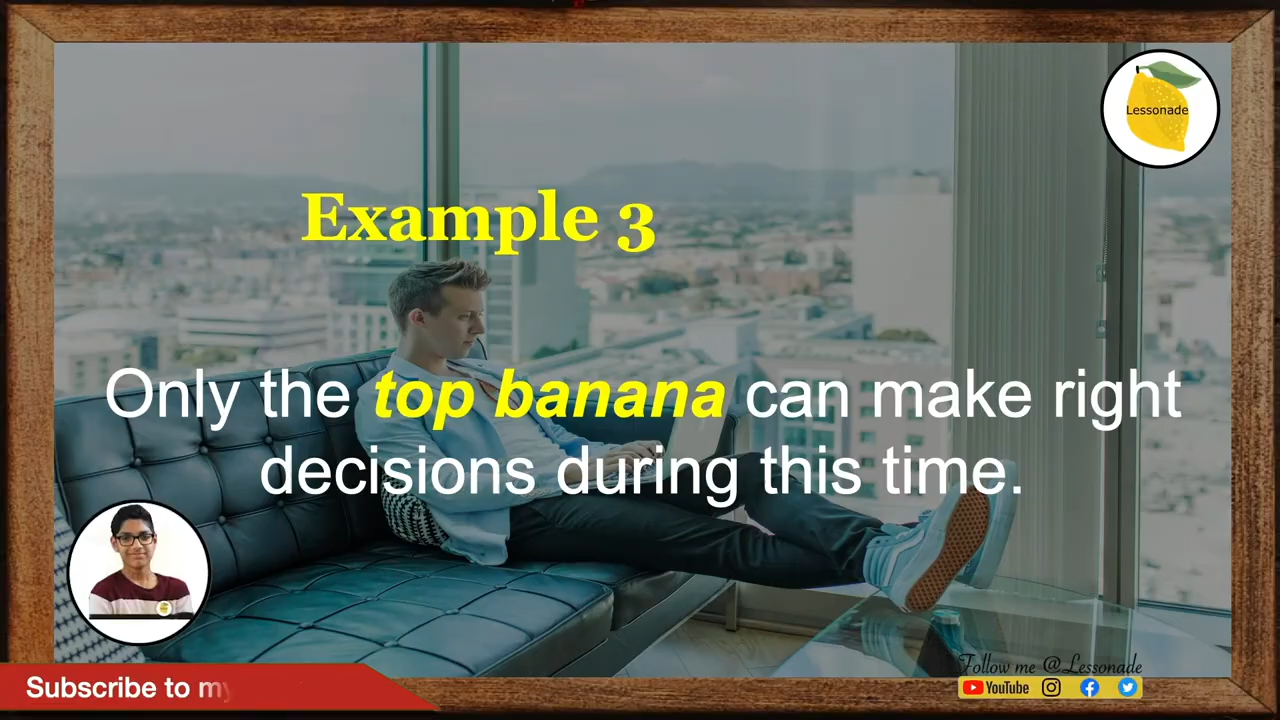 Lessonade
Example 3
Only the top banana can make right
decisions during this time.
Follow me @Lessonade
Subscribe to my
YouTube